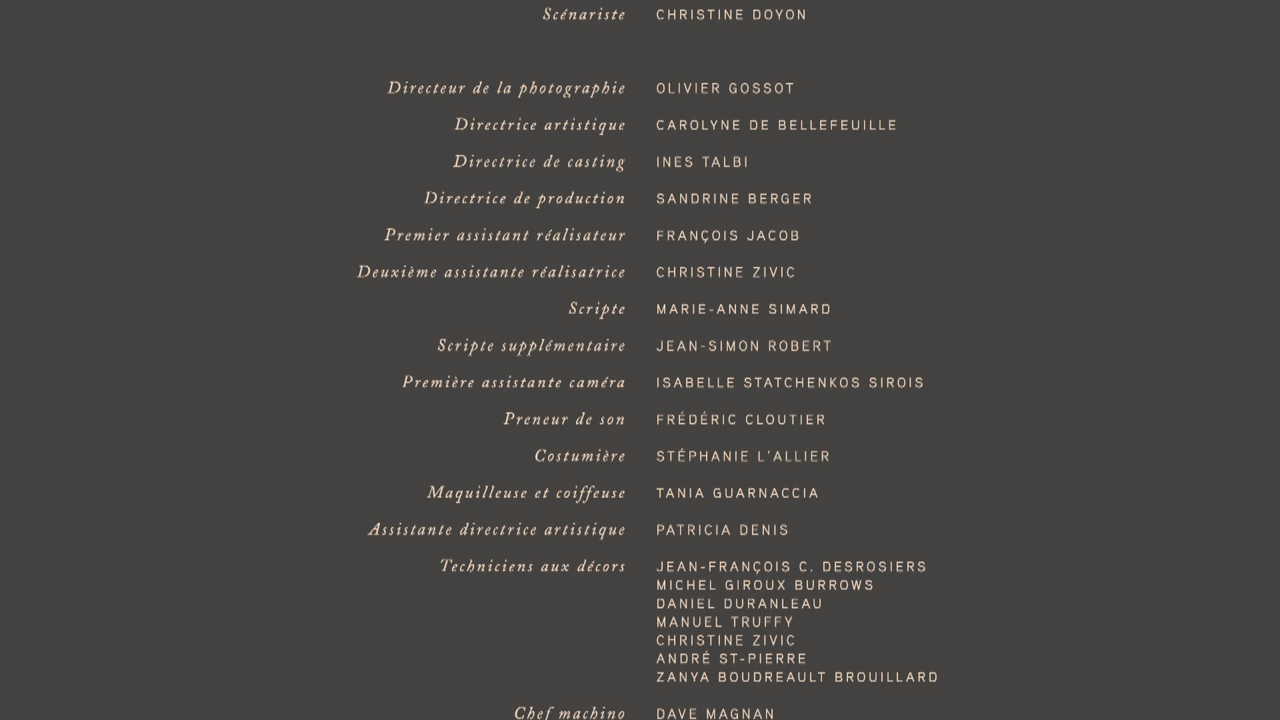 Scénariste CHRISTINE DOYON
Directeur de la photographie OLIVIER GOSSOT
Directrice artistique CAROLYNE DE BELLEFEUILLE
Directrice de casting INES TALBI
Directrice de production SANDRINE BERGER
Premier assistant réalisateur FRANÇOIS JACOB
Deuxième assistante réalisatrice CHRISTINE ZIVIC
Scripte MARIE-ANNE SIMARD
Scripte supplémentaire JEAN-SIMON ROBERT
Première assistante caméra ISABELLE STATCHENKOS SIROIS
Preneur de son FRÉDÉRIC CLOUTIER
Costumière STÉPHANIE L'ALLIER
Maquilleuse et coiffeuse TANIA GUARNACCIA
Assistante directrice artistique PATRICIA DENIS
Techniciens aux décors JEAN-FRANÇOIS C. DESROSIERS
MICHEL GIROUX BURROWS
DANIEL DURANLEAU
MANUEL TRUFFY
CHRISTINE ZIVIC
ANDRÉ ST-PIERRE
ZANYA BOUDREAULT BROUILLARD
Chef machino DAVE MAGNAN